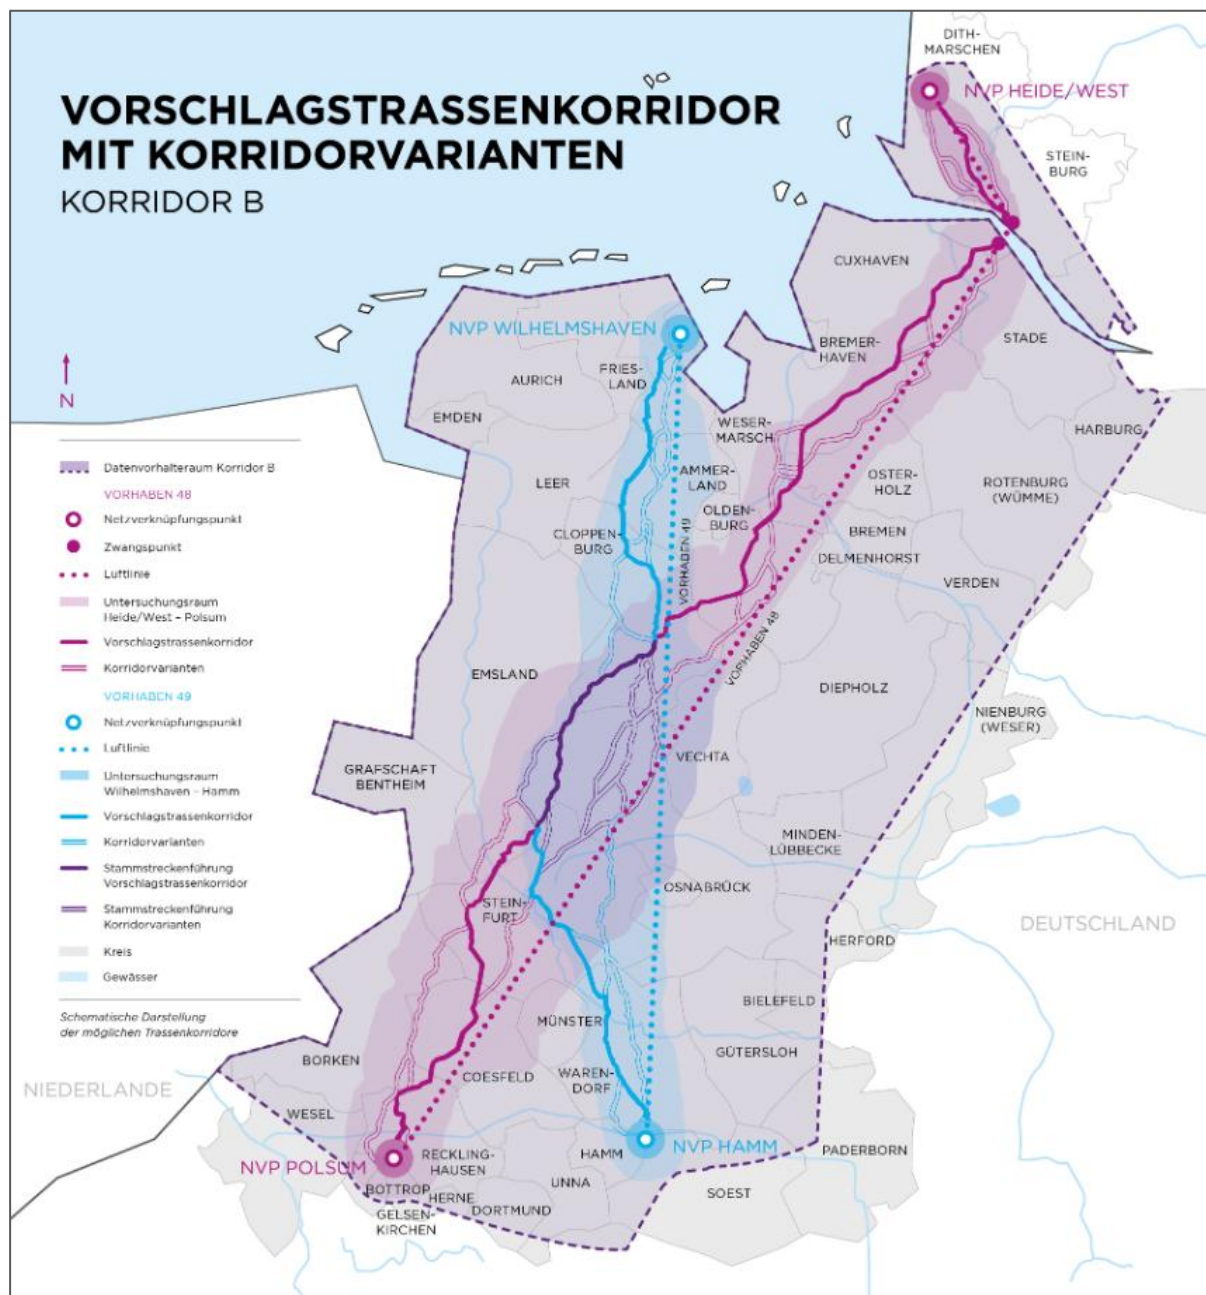 VORSCHLAGSTRASSENKORRIDOR
MIT KORRIDORVARIANTEN
KORRIDOR B
DITH-
MARSCHEN
NVP HEIDE/WEST
STEIN-
BURG
CUXHAVEN
NVP WILHELMSHAVEN
BREMER-
HAVEN
STADE
FRIES-
LAND
AURICH
EMDEN
N
WESER-
MARSCH
HARBURG
LEER
AMMER-
LAND
OSTER-
HOLZ
ROTENBURG
(WÜMME)
OLDEN-
BURG
CLOPPEN-
BURG
BREMEN
DELMENHORST
VERDEN
VORHABEN 49
VORHABEN 48
EMSLAND
DIEPHOLZ
NIENBURG
(WESER)
VECHTA
GRAFSCHAFT
BENTHEIM
MINDEN-
LÜBBECKE
OSNABRÜCK
STEIN-
FURT
HERFORD
DEUTSCHLAND
BIELEFELD
MÜNSTER
GÜTERSLOH
BORKEN
COESFELD
WAREN-
DORF
NIEDERLANDE
WESEL
NVP HAMM
PADERBORN
NVP POLSUM
RECKLING-
HAUSEN
HAMM
UNNA
SOEST
BOTTROP
HERNE
DORTMUND
GELSEN-
KIRCHEN
Datenvorhalteraum Korridor B
VORHABEN 48
Netzverknüpfungspunkt
Zwangspunkt
Luftlinie
Untersuchungsraum
Heide/West – Polsum
Vorschlagstrassenkorridor
Korridorvarianten
VORHABEN 49
Netzverknüpfungspunkt
Luftlinie
Untersuchungsraum
Wilhelmshaven – Hamm
Vorschlagstrassenkorridor
Korridorvarianten
Stammstreckenführung
Vorschlagstrassenkorridor
Stammstreckenführung
Korridorvarianten
Kreis
Gewässer
Schematische Darstellung
der möglichen Trassenkorridore